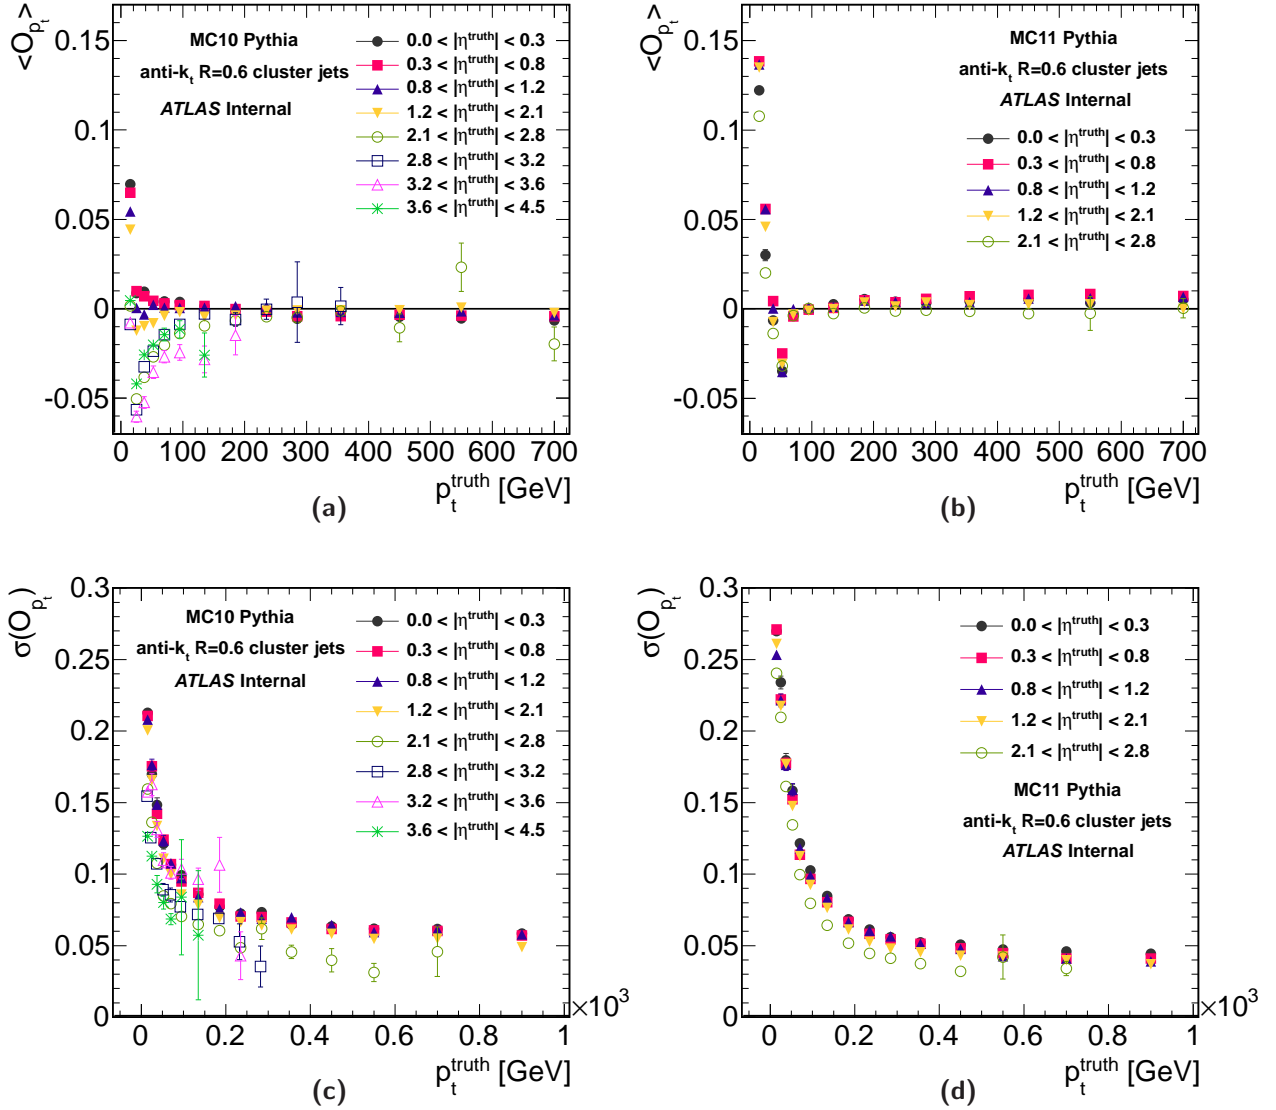 <O_{p_t}>
0.15
0.1
0.05
0
-0.05
MC10 Pythia
anti-k_t R=0.6 cluster jets
ATLAS Internal
0.0 < |η^truth| < 0.3
0.3 < |η^truth| < 0.8
0.8 < |η^truth| < 1.2
1.2 < |η^truth| < 2.1
2.1 < |η^truth| < 2.8
2.8 < |η^truth| < 3.2
3.2 < |η^truth| < 3.6
3.6 < |η^truth| < 4.5
0 100 200 300 400 500 600 700
p_t^truth [GeV]
(a)
<O_{p_t}>
0.15
0.1
0.05
0
-0.05
MC11 Pythia
anti-k_t R=0.6 cluster jets
ATLAS Internal
0.0 < |η^truth| < 0.3
0.3 < |η^truth| < 0.8
0.8 < |η^truth| < 1.2
1.2 < |η^truth| < 2.1
2.1 < |η^truth| < 2.8
0 100 200 300 400 500 600 700
p_t^truth [GeV]
(b)
σ(O_{p_t})
0.3
0.25
0.2
0.15
0.1
0.05
0
MC10 Pythia
anti-k_t R=0.6 cluster jets
ATLAS Internal
0.0 < |η^truth| < 0.3
0.3 < |η^truth| < 0.8
0.8 < |η^truth| < 1.2
1.2 < |η^truth| < 2.1
2.1 < |η^truth| < 2.8
2.8 < |η^truth| < 3.2
3.2 < |η^truth| < 3.6
3.6 < |η^truth| < 4.5
×10^3
0 0.2 0.4 0.6 0.8 1
p_t^truth [GeV]
(c)
σ(O_{p_t})
0.3
0.25
0.2
0.15
0.1
0.05
0
0.0 < |η^truth| < 0.3
0.3 < |η^truth| < 0.8
0.8 < |η^truth| < 1.2
1.2 < |η^truth| < 2.1
2.1 < |η^truth| < 2.8
MC11 Pythia
anti-k_t R=0.6 cluster jets
ATLAS Internal
×10^3
0 0.2 0.4 0.6 0.8 1
p_t^truth [GeV]
(d)